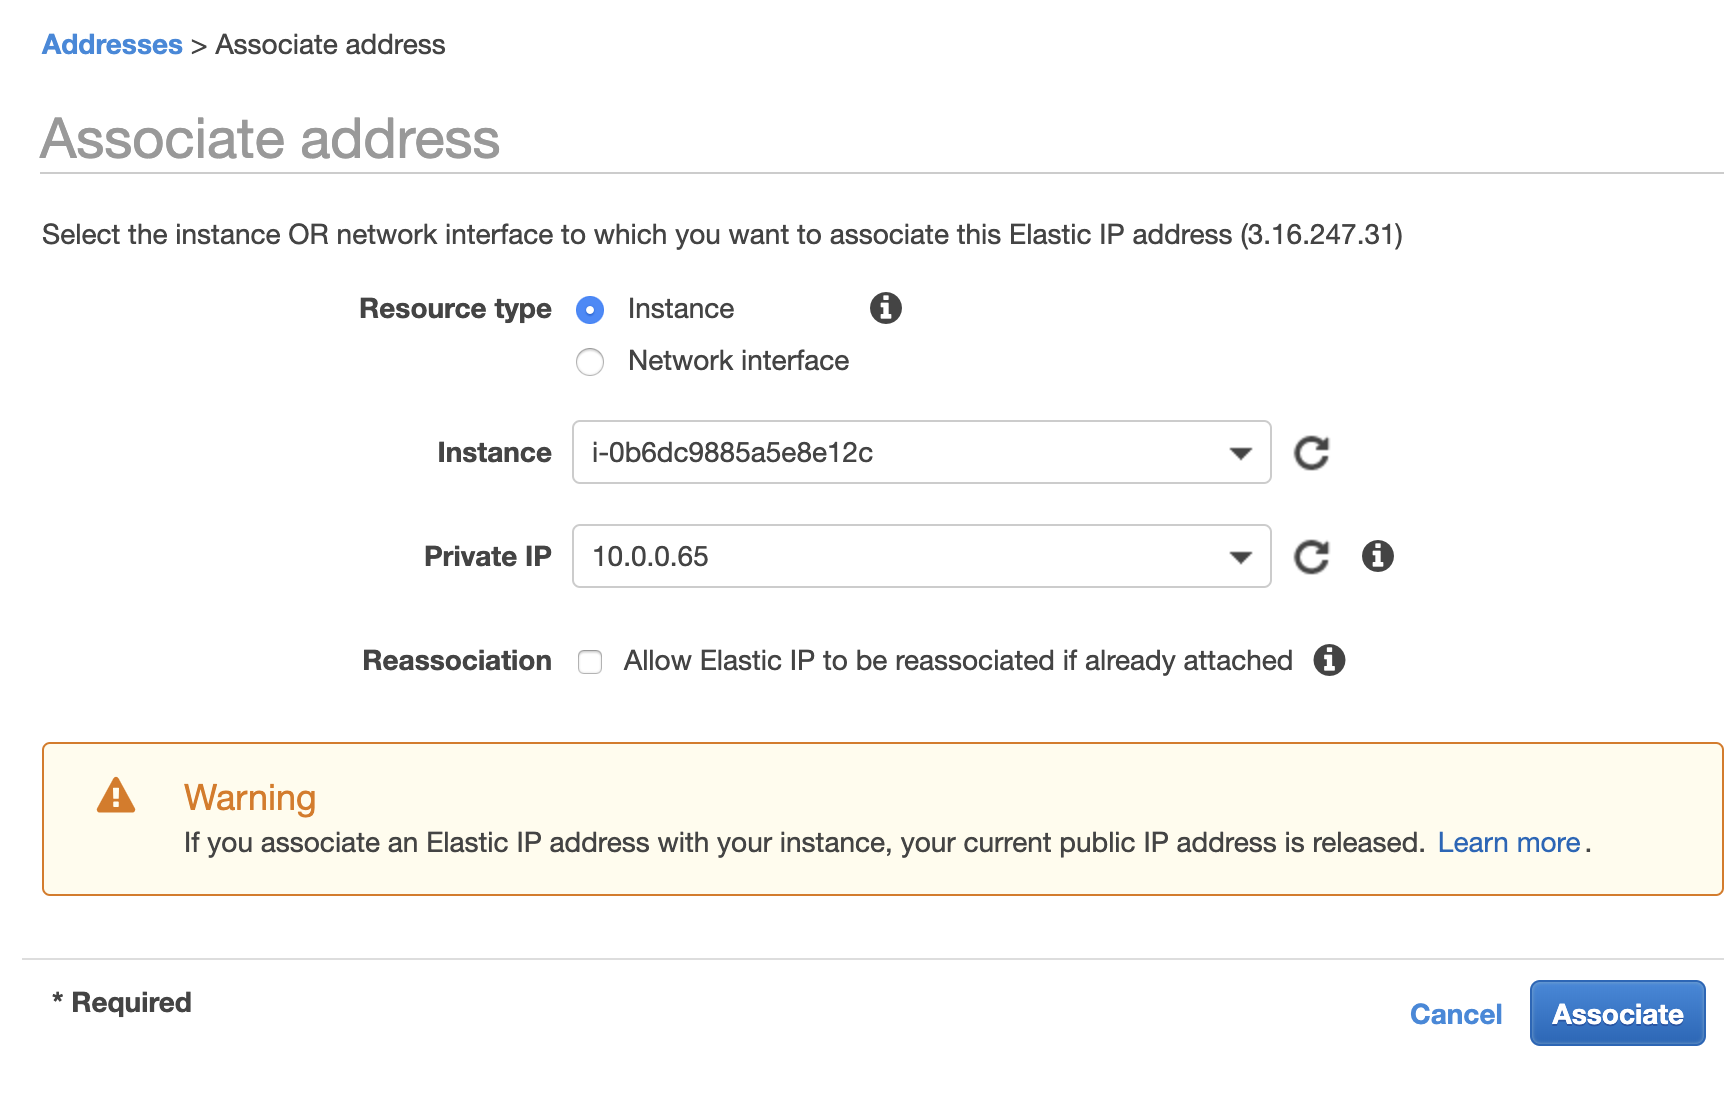 Addresses > Associate address
Associate address
Select the instance OR network interface to which you want to associate this Elastic IP address (3.16.247.31)
Resource type Instance
Network interface
Instance i-0b6dc9885a5e8e12c
Private IP 10.0.0.65
Reassociation Allow Elastic IP to be reassociated if already attached
Warning
If you associate an Elastic IP address with your instance, your current public IP address is released. Learn more.
* Required
Cancel Associate